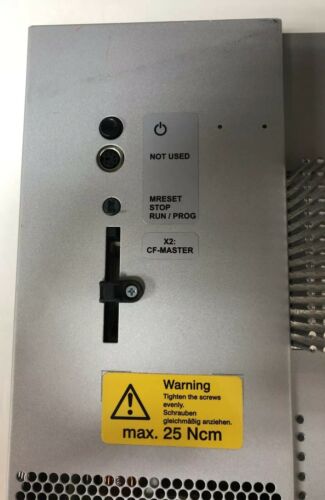 NOT USED
MRESET
STOP
RUN / PROG
X2:
CF-MASTER
Warning
Tighten the screws
evenly.
Schrauben
gleichmäßig anziehen.
max. 25 Ncm